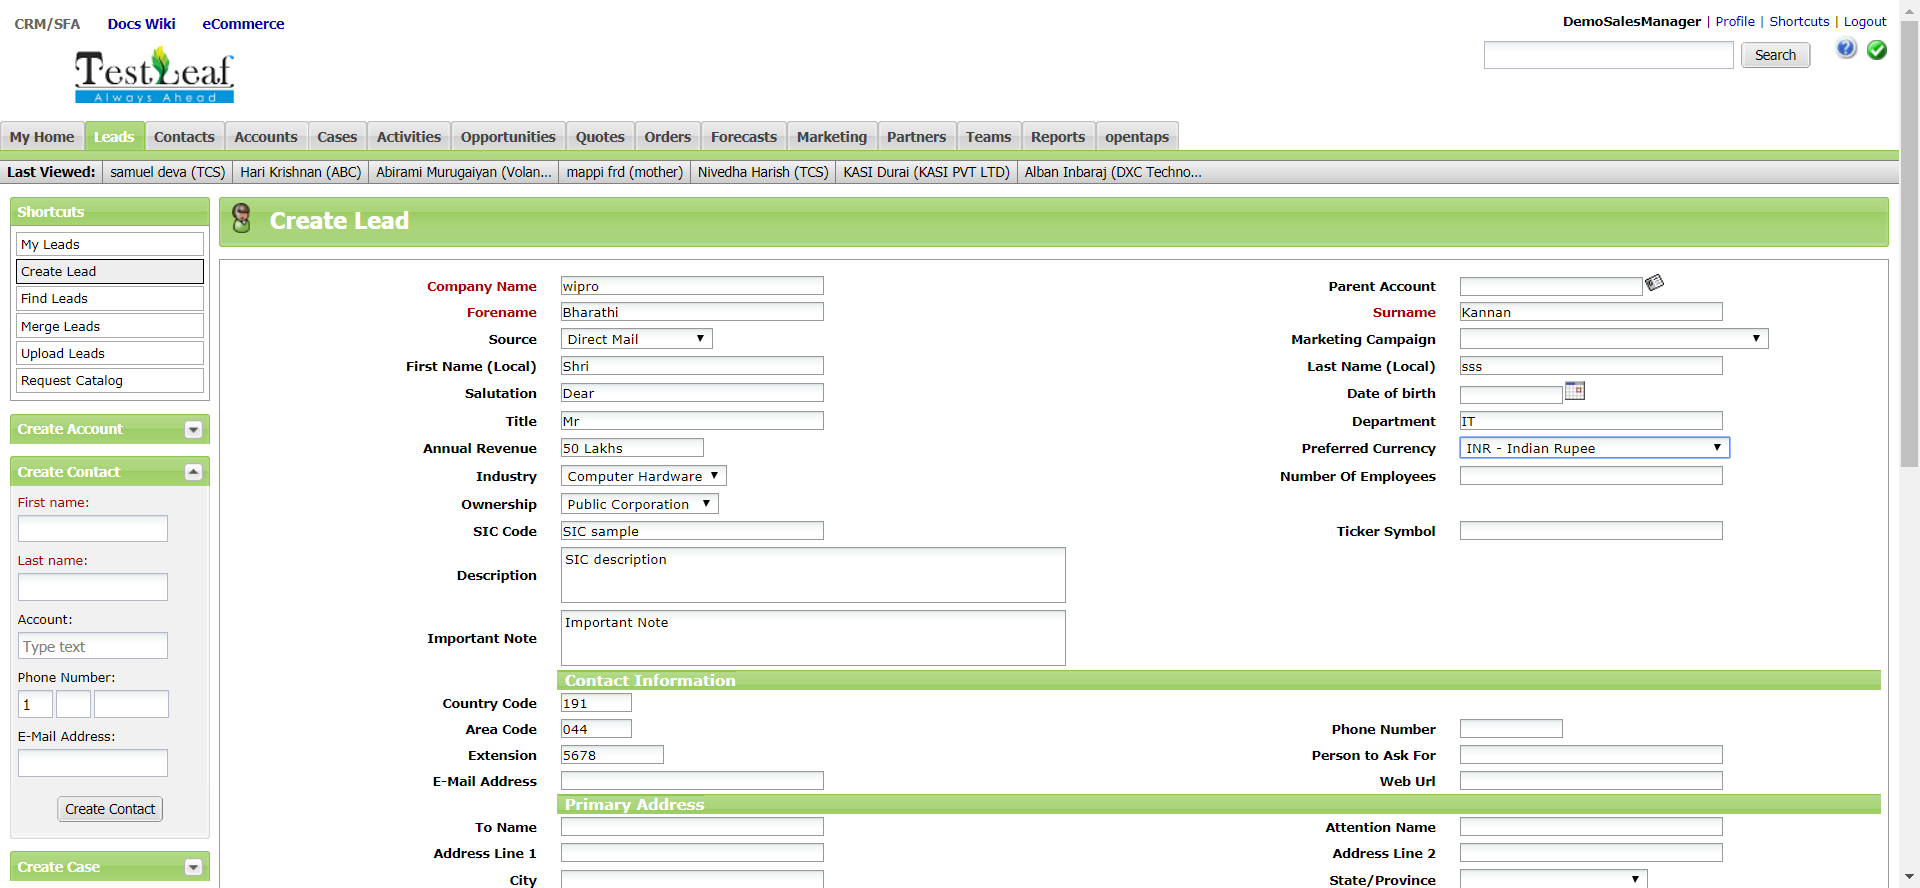 CRM/SFA Docs Wiki eCommerce
DemoSalesManager | Profile | Shortcuts | Logout
Search
TestLeaf
Always Ahead
My Home Leads Contacts Accounts Cases Activities Opportunities Quotes Orders Forecasts Marketing Partners Teams Reports opentaps
Last Viewed: samuel deva (TCS) Hari Krishnan (ABC) Abirami Murugaiyan (Volan... mappi frd (mother) Nivedha Harish (TCS) KASI Durai (KASI PVT LTD) Alban Inbaraj (DXC Techno...
Shortcuts
My Leads
Create Lead
Find Leads
Merge Leads
Upload Leads
Request Catalog
Create Account
Create Contact
First name:
Last name:
Account:
Type text
Phone Number:
1
E-Mail Address:
Create Contact
Create Case
Create Lead
Company Name wipro Parent Account
Forename Bharathi Surname Kannan
Source Direct Mail Marketing Campaign
First Name (Local) Shri Last Name (Local) sss
Salutation Dear Date of birth
Title Mr Department IT
Annual Revenue 50 Lakhs Preferred Currency INR - Indian Rupee
Industry Computer Hardware Number Of Employees
Ownership Public Corporation
SIC Code SIC sample Ticker Symbol
Description SIC description
Important Note Important Note
Contact Information
Country Code 191
Area Code 044 Phone Number
Extension 5678 Person to Ask For
E-Mail Address Web Url
Primary Address
To Name Attention Name
Address Line 1 Address Line 2
City State/Province